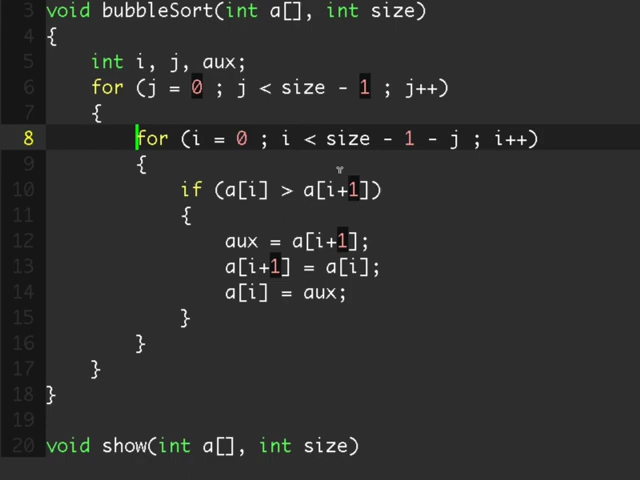 3 void bubbleSort(int a[], int size)
4 {
5 int i, j, aux;
6 for (j = 0 ; j < size - 1 ; j++)
7 {
8 for (i = 0 ; i < size - 1 - j ; i++)
9 {
10 if (a[i] > a[i+1])
11 {
12 aux = a[i+1];
13 a[i+1] = a[i];
14 a[i] = aux;
15 }
16 }
17 }
18 }
19
20 void show(int a[], int size)